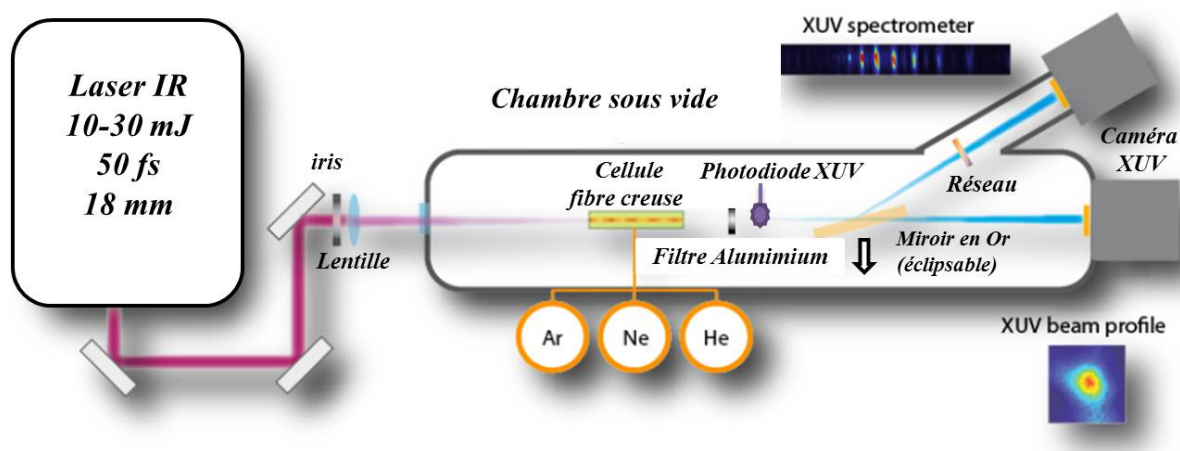 Laser IR
10-30 mJ
50 fs
18 mm
iris
Lentille
Chambre sous vide
Cellule
fibre creuse
Photodiode XUV
Filtre Alumimium
XUV spectrometer
Réseau
Caméra
XUV
Miroir en Or
(éclipsable)
Ar
Ne
He
XUV beam profile